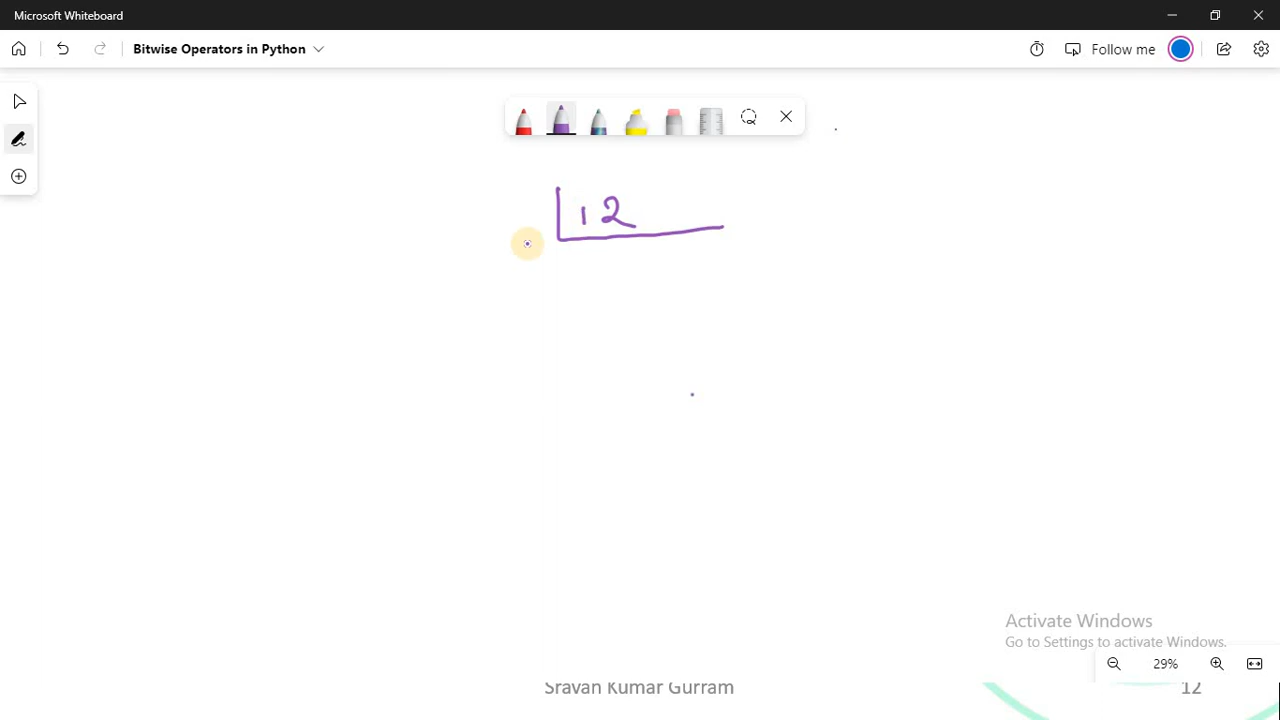 Microsoft Whiteboard
Bitwise Operators in Python
Follow me
12
Activate Windows
Go to Settings to activate Windows.
29%
Sravan Kumar Gurram
12